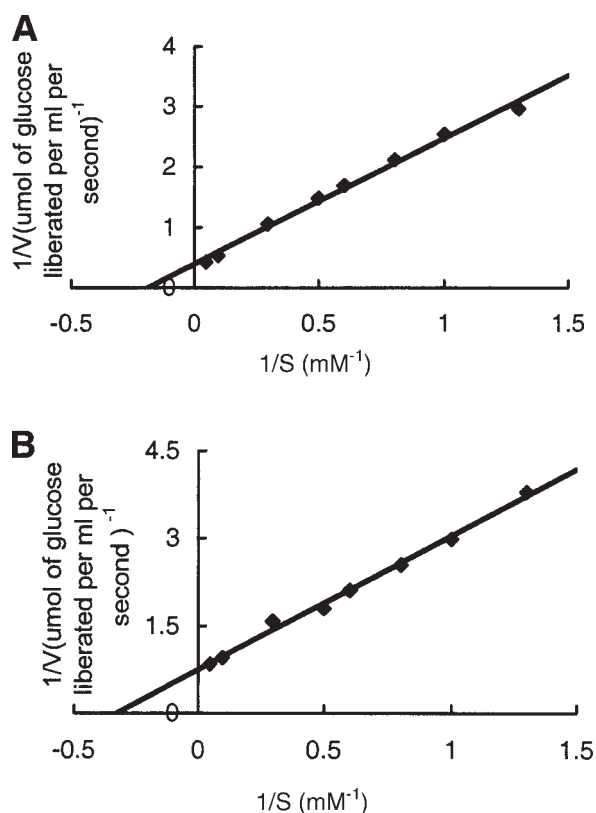 A
1/V(umol of glucose
liberated per ml per
second)-1
4
3
2
1
0
-0.5 0 0.5 1 1.5
1/S (mM-1)
B
1/V(umol of glucose
liberated per ml per
second ) -1
4.5
3
1.5
0
-0.5 0 0.5 1 1.5
1/S (mM-1)